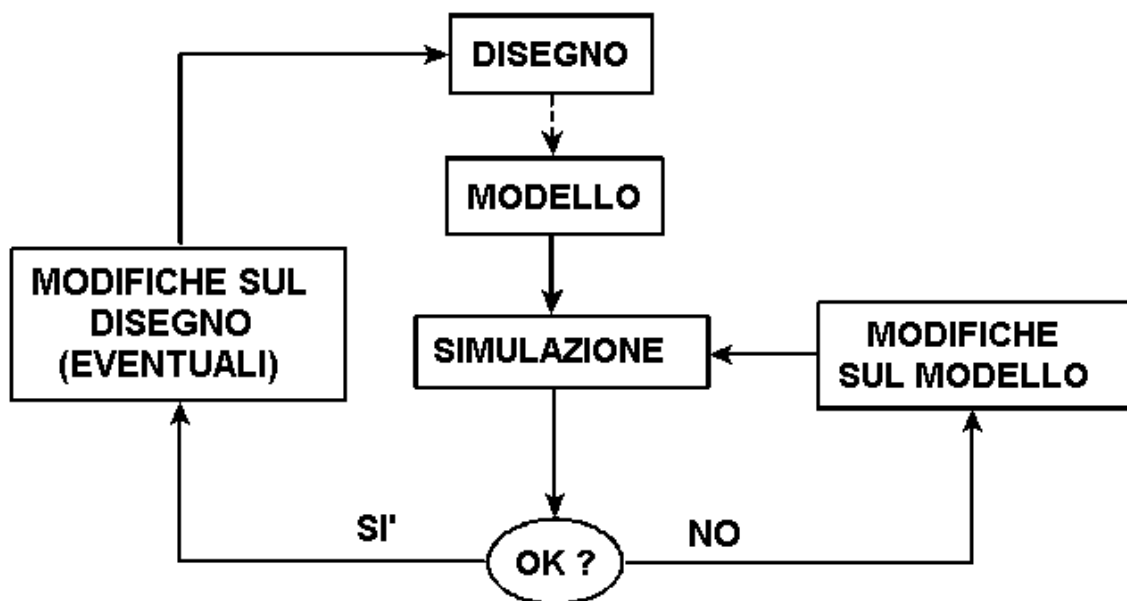 DISEGNO
MODELLO
MODIFICHE SUL
DISEGNO
(EVENTUALI)
SIMULAZIONE
MODIFICHE
SUL MODELLO
SI'
NO
OK ?